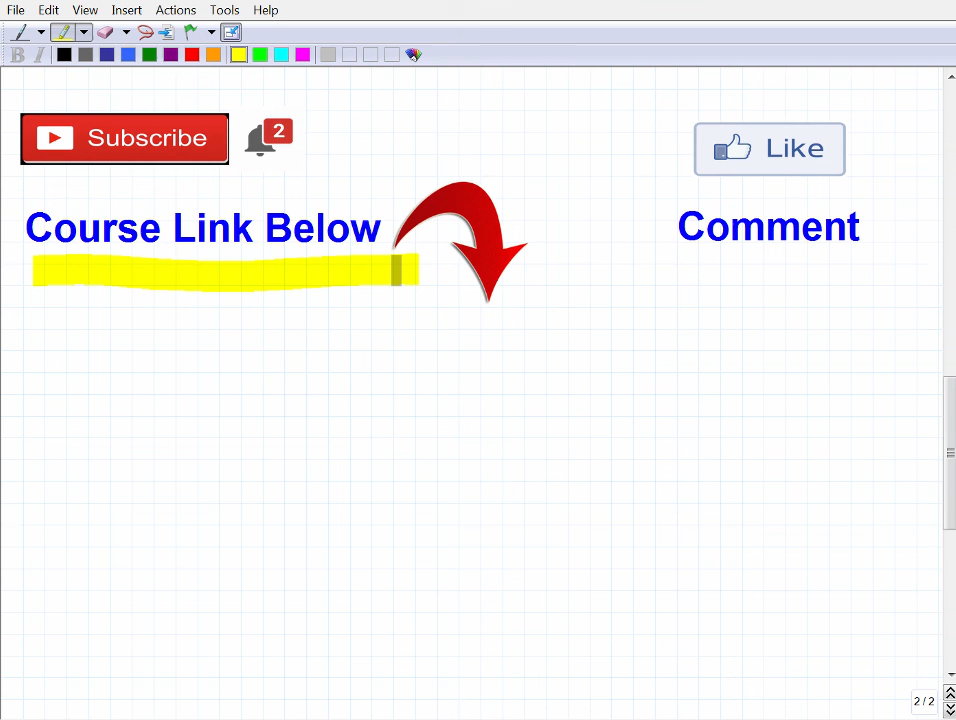 File Edit View Insert Actions Tools Help
B I
Subscribe 2
Like
Course Link Below
Comment
2 / 2